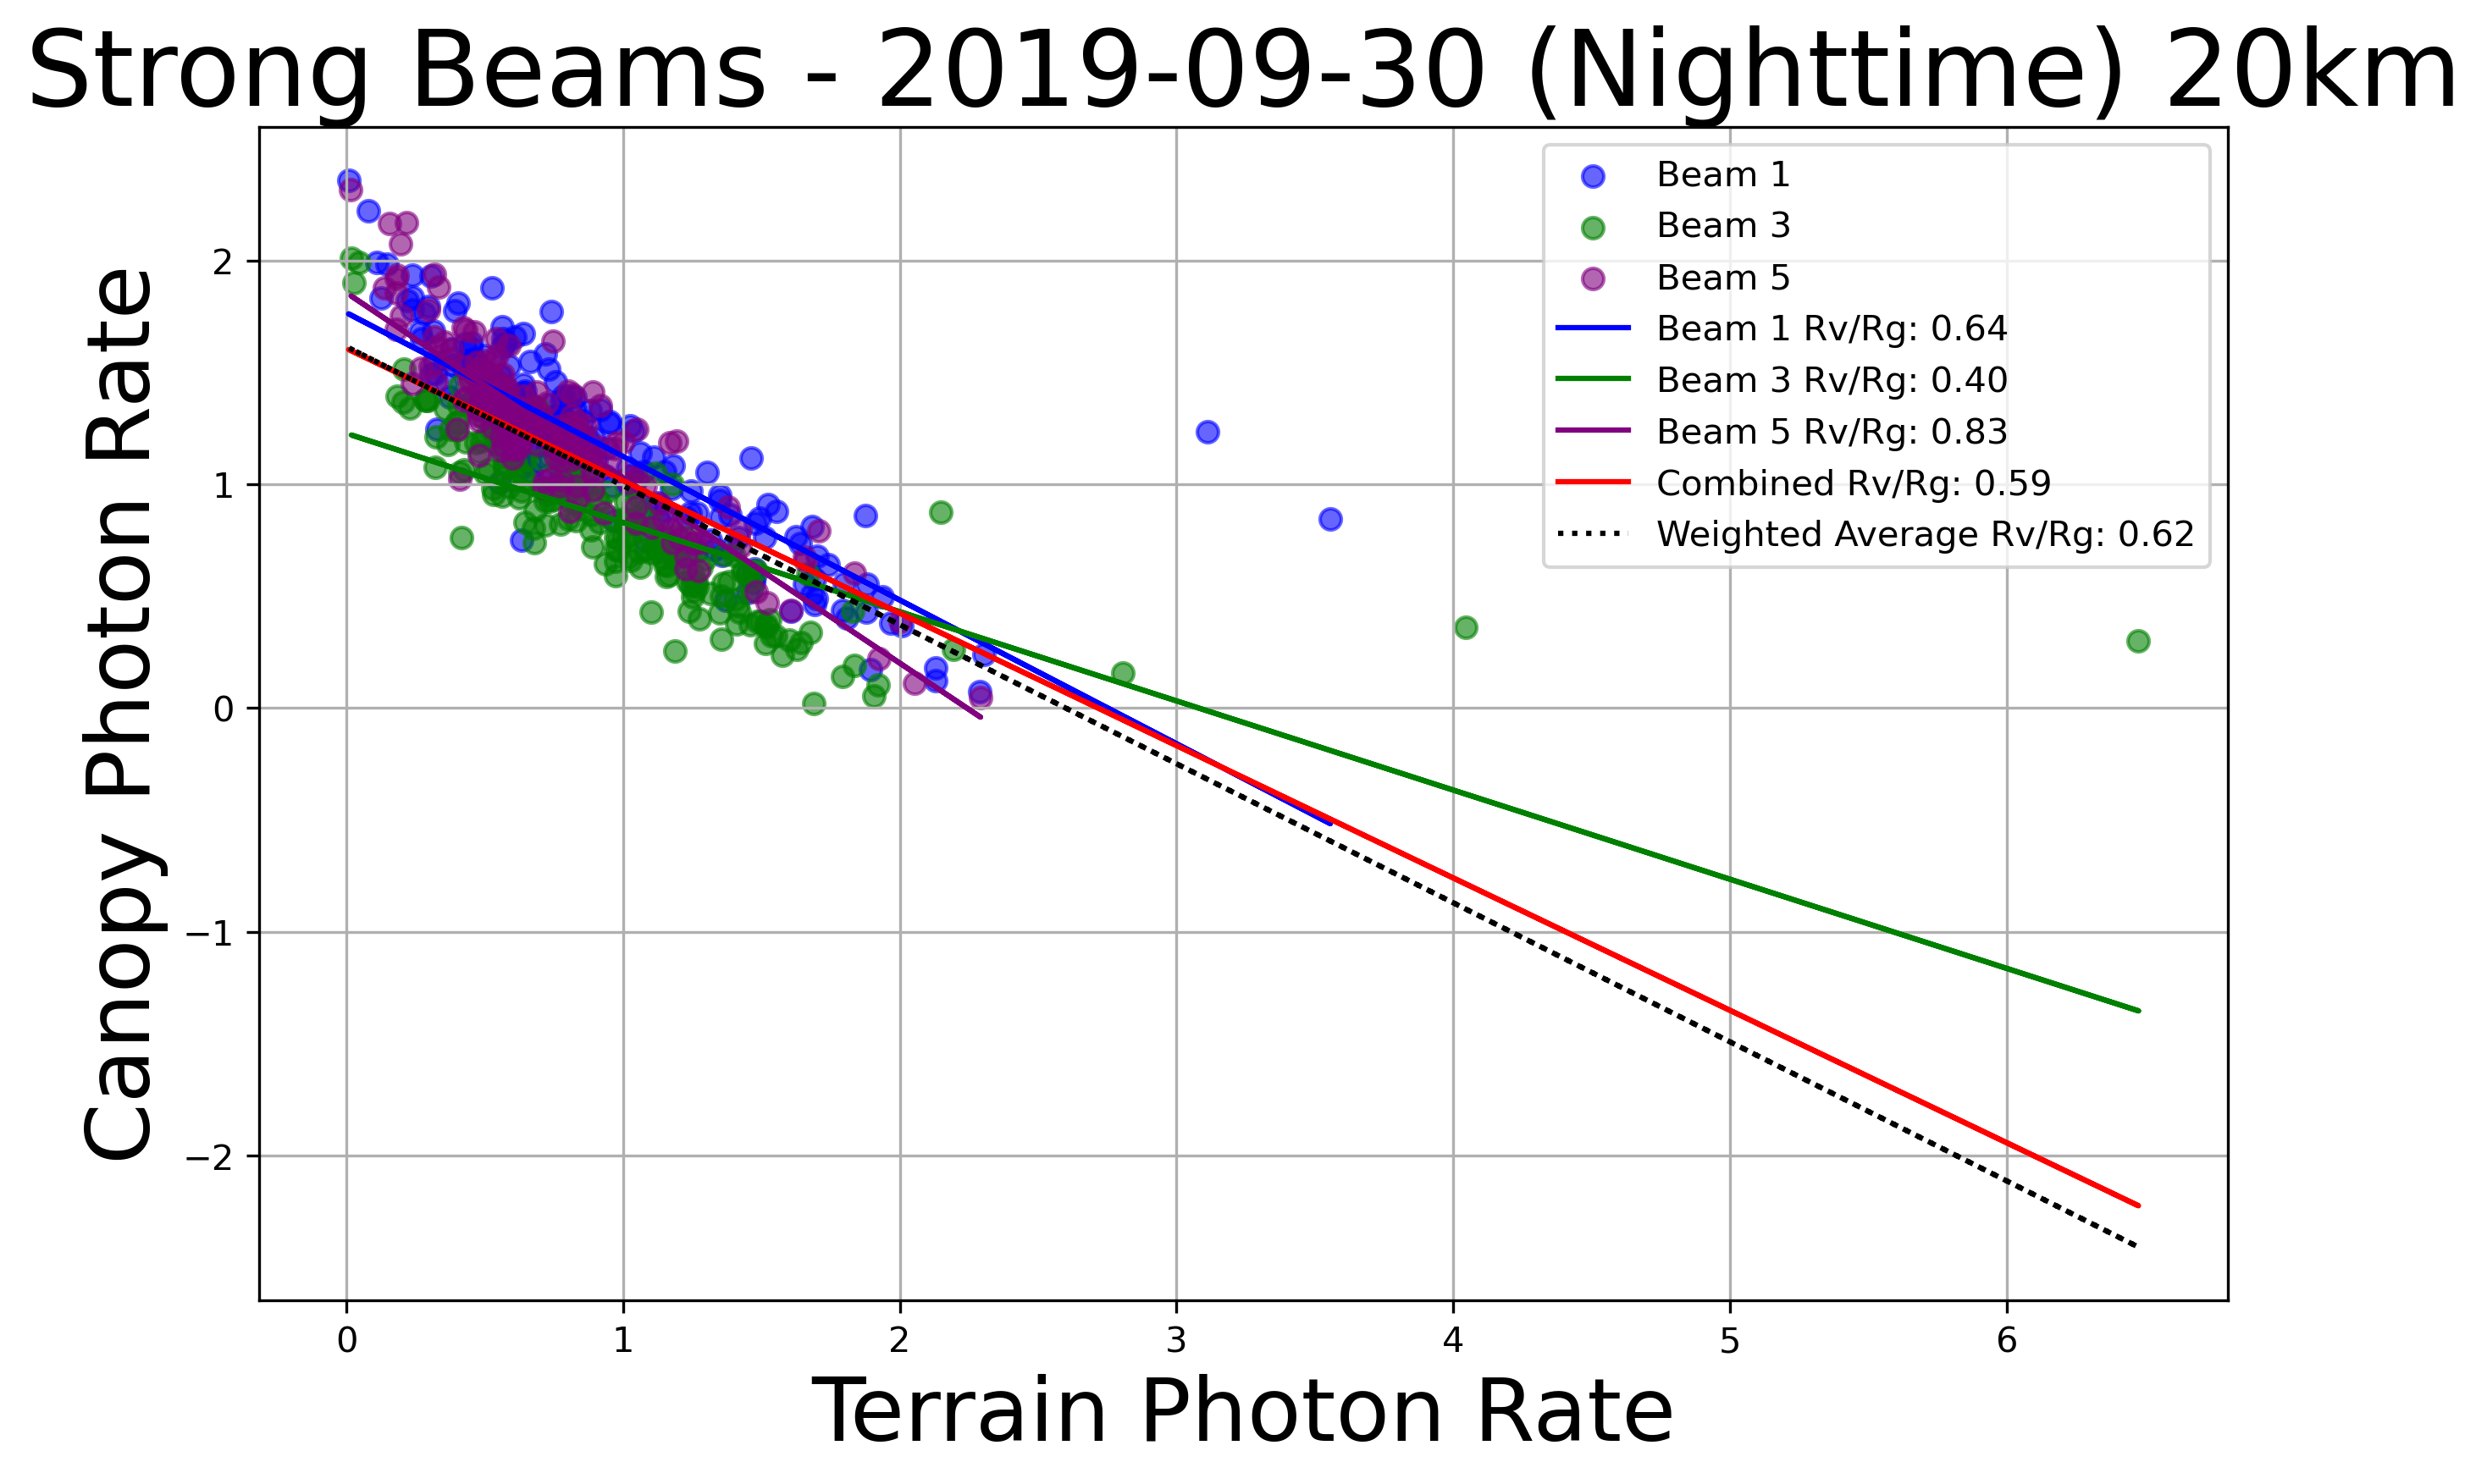 Strong Beams - 2019-09-30 (Nighttime) 20km
Beam 1
Beam 3
Beam 5
Beam 1 Rv/Rg: 0.64
Beam 3 Rv/Rg: 0.40
Beam 5 Rv/Rg: 0.83
Combined Rv/Rg: 0.59
Weighted Average Rv/Rg: 0.62
Canopy Photon Rate
2
1
0
−1
−2
0 1 2 3 4 5 6
Terrain Photon Rate